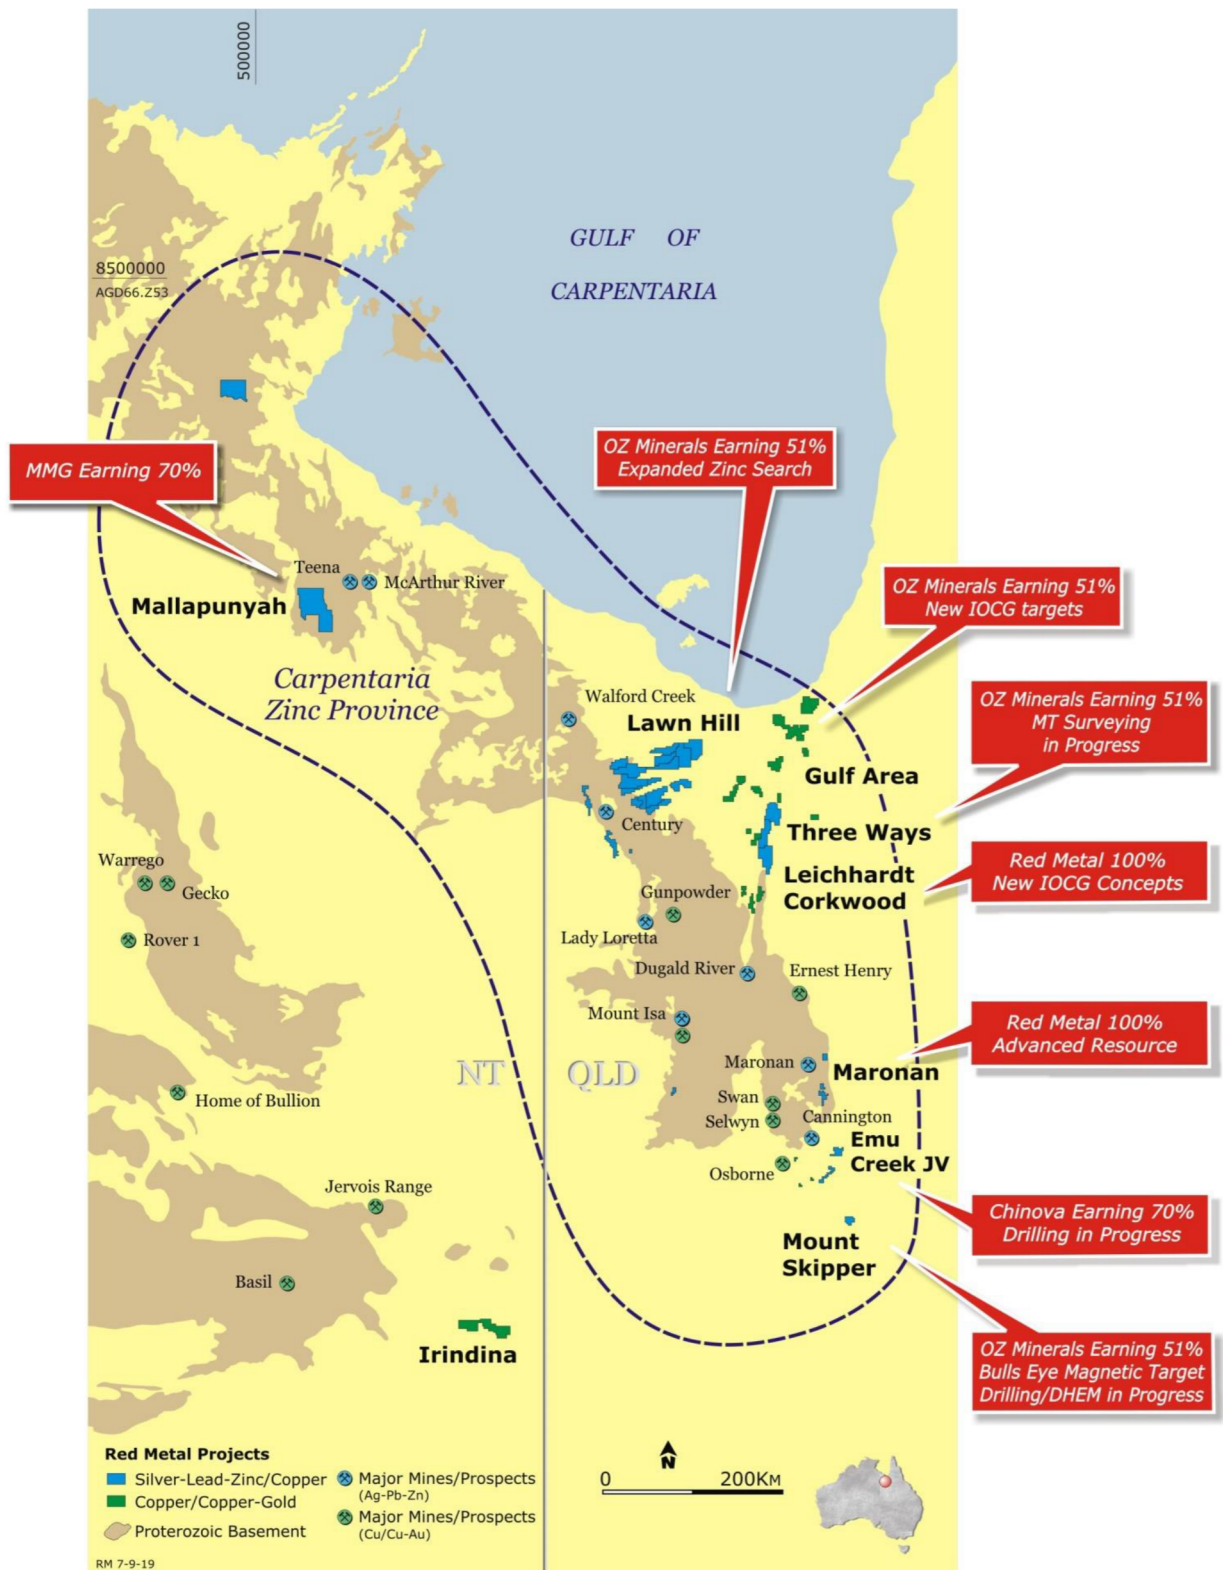 500000
GULF OF
CARPENTARIA
8500000
AGD66.Z53
MMG Earning 70%
OZ Minerals Earning 51%
Expanded Zinc Search
Teena
McArthur River
Mallapunyah
OZ Minerals Earning 51%
New IOCG targets
Carpentaria
Zinc Province
Walford Creek
Lawn Hill
OZ Minerals Earning 51%
MT Surveying
in Progress
Gulf Area
Century
Three Ways
Warrego
Gecko
Gunpowder
Leichhardt
Corkwood
Red Metal 100%
New IOCG Concepts
Rover 1
Lady Loretta
Dugald River
Ernest Henry
Mount Isa
Red Metal 100%
Advanced Resource
NT
QLD
Maronan
Maronan
Home of Bullion
Swan
Selwyn
Cannington
Emu
Creek JV
Osborne
Jervois Range
Chinova Earning 70%
Drilling in Progress
Mount
Skipper
Basil
Irindina
OZ Minerals Earning 51%
Bulls Eye Magnetic Target
Drilling/DHEM in Progress
Red Metal Projects
Silver-Lead-Zinc/Copper
Copper/Copper-Gold
Proterozoic Basement
Major Mines/Prospects
(Ag-Pb-Zn)
Major Mines/Prospects
(Cu/Cu-Au)
N
0 200KM
RM 7-9-19